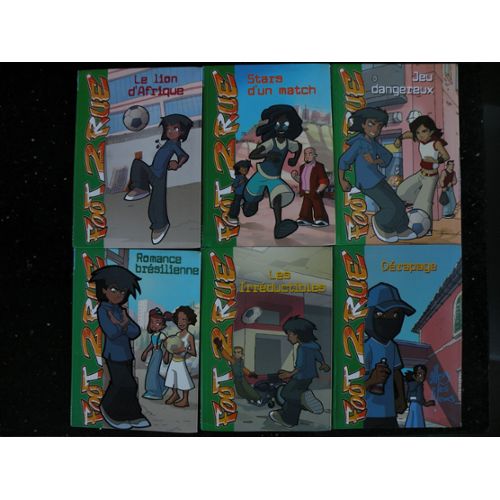 FOOT 2 RUE
Le lion
d'Afrique
FOOT 2 RUE
Stars
d'un match
FOOT 2 RUE
Jeu
dangereux
FOOT 2 RUE
Romance
brésilienne
FOOT 2 RUE
Les
Irréductibles
FOOT 2 RUE
Dérapage